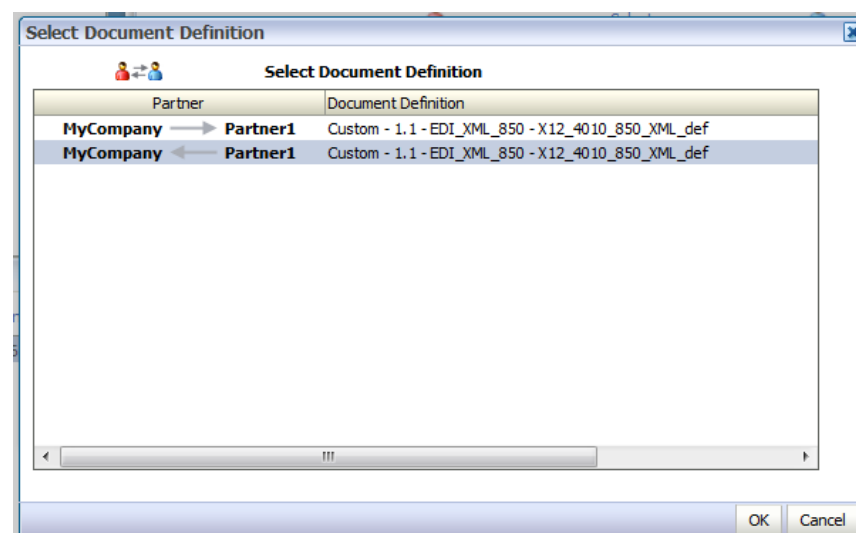 Select Document Definition
Select Document Definition
Partner Document Definition
MyCompany Partner1 Custom - 1.1 - EDI_XML_850 - X12_4010_850_XML_def
MyCompany Partner1 Custom - 1.1 - EDI_XML_850 - X12_4010_850_XML_def
OK Cancel